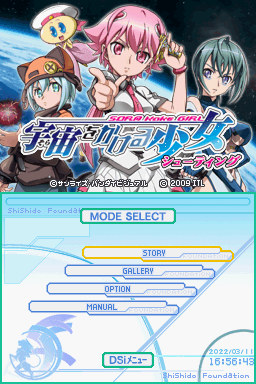 SORA Kake GIRL
宇宙をかける少女
シューティング
©サンライズ・バンダイビジュアル © 2009 ITL
ShiShido Foundation
MODE SELECT
STORY
GALLERY
OPTION
MANUAL
DSiメニュー
2022/03/11
16:56:43
ShiShido Foundation